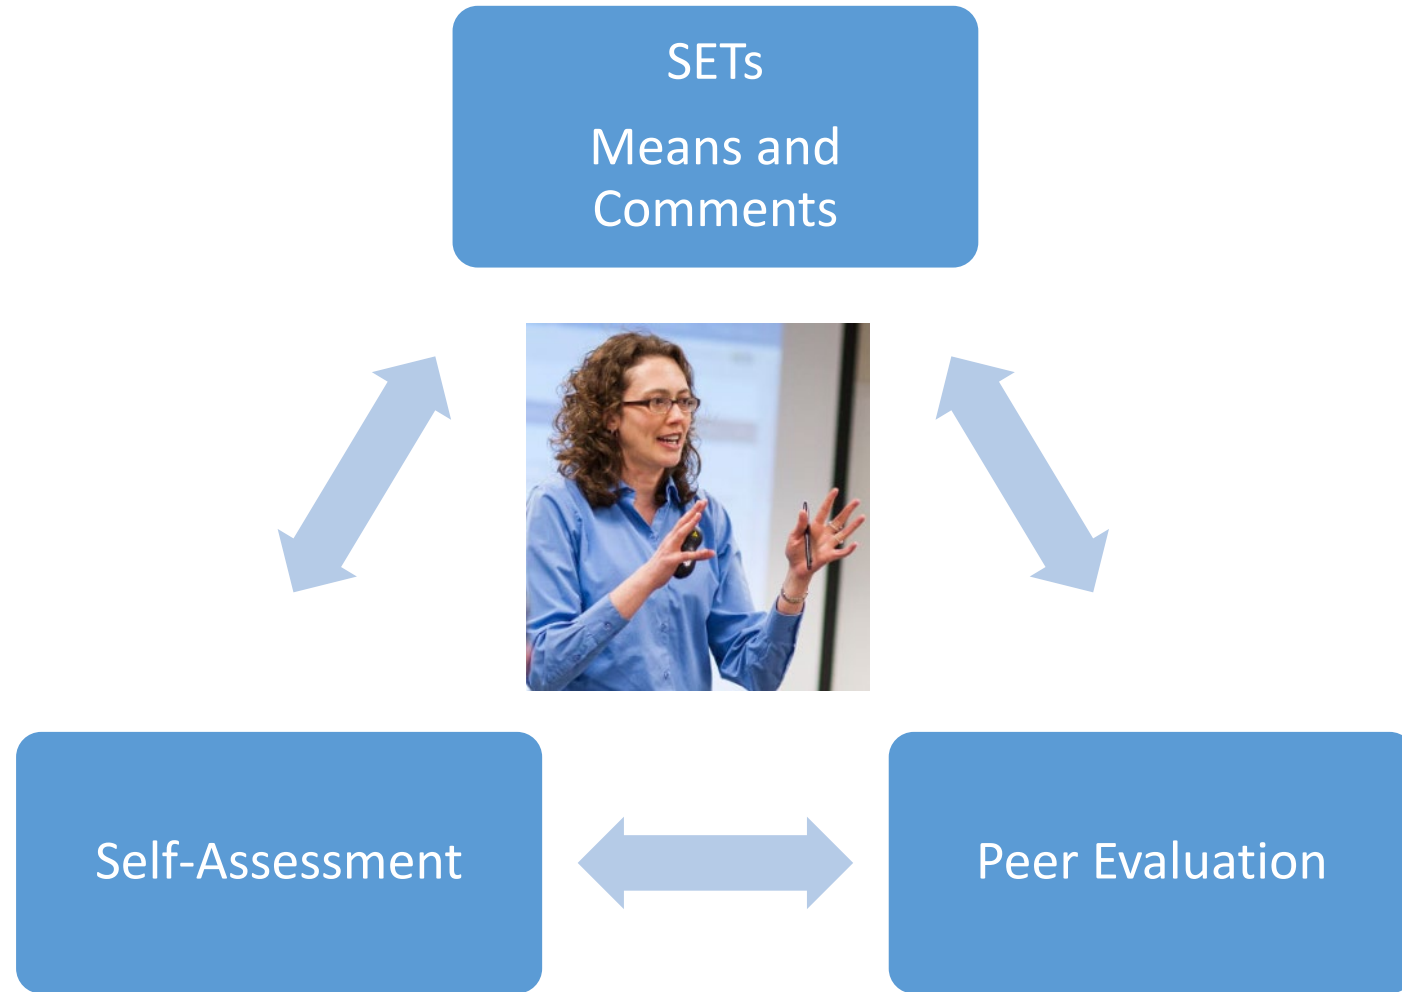 SETs
Means and
Comments
Self-Assessment
Peer Evaluation